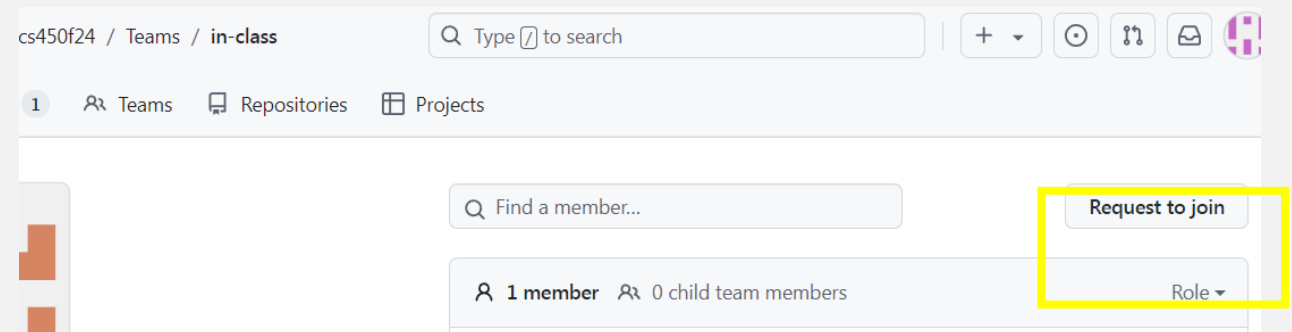 cs450f24 / Teams / in-class
Type / to search
1 Teams Repositories Projects
Find a member...
Request to join
1 member 0 child team members
Role